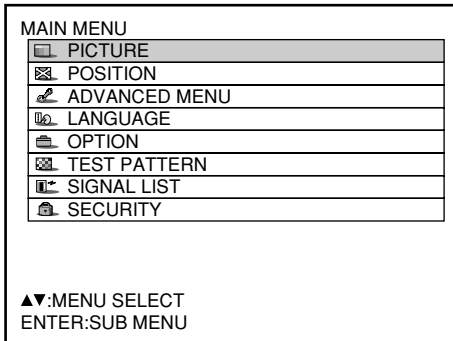 MAIN MENU
PICTURE
POSITION
ADVANCED MENU
LANGUAGE
OPTION
TEST PATTERN
SIGNAL LIST
SECURITY
▲▼:MENU SELECT
ENTER:SUB MENU